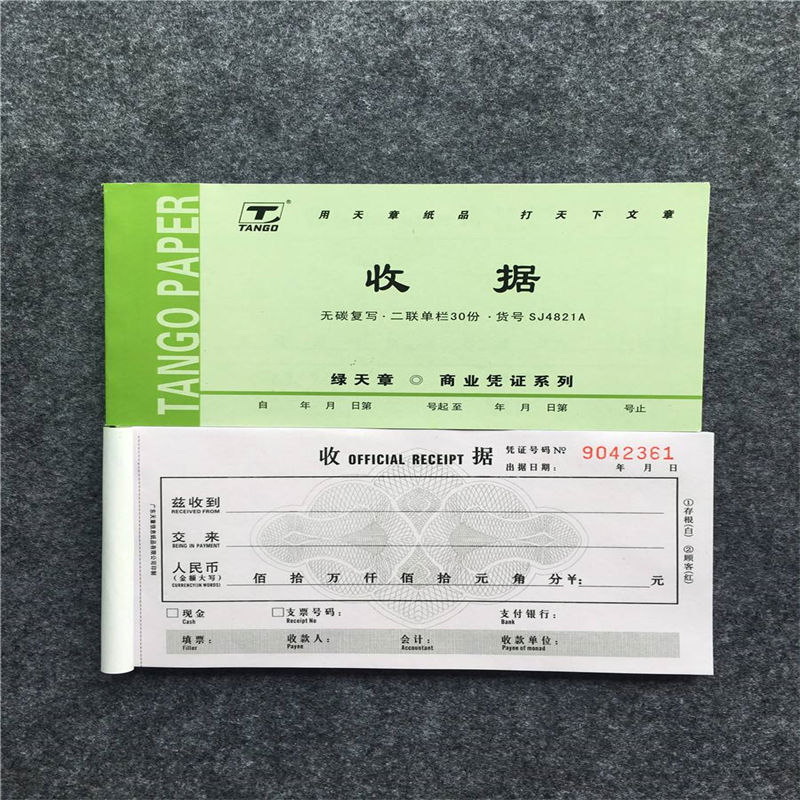 TANGO PAPER
TANGO ® 用天章纸品 打天下文章
收 据
无碳复写·二联单栏30份·货号 SJ4821A
绿天章 ◎ 商业凭证系列
自 年 月 日第 号起至 年 月 日第 号止
收 OFFICIAL RECEIPT 据
凭证号码 Nº 9042361
出据日期： 年 月 日
兹收到
RECEIVED FROM
交来
BEING IN PAYMENT
人民币
(金额大写)
CURRENCY(IN WORDS)
佰 拾 万 仟 佰 拾 元 角 分 ￥： 元
①存根(白) ②顾客(红)
现金 支票号码： 支付银行：
Cash Receipt No Bank
填票： 收款人： 会计： 收款单位：
Filler Payee Accountant Payee of monad